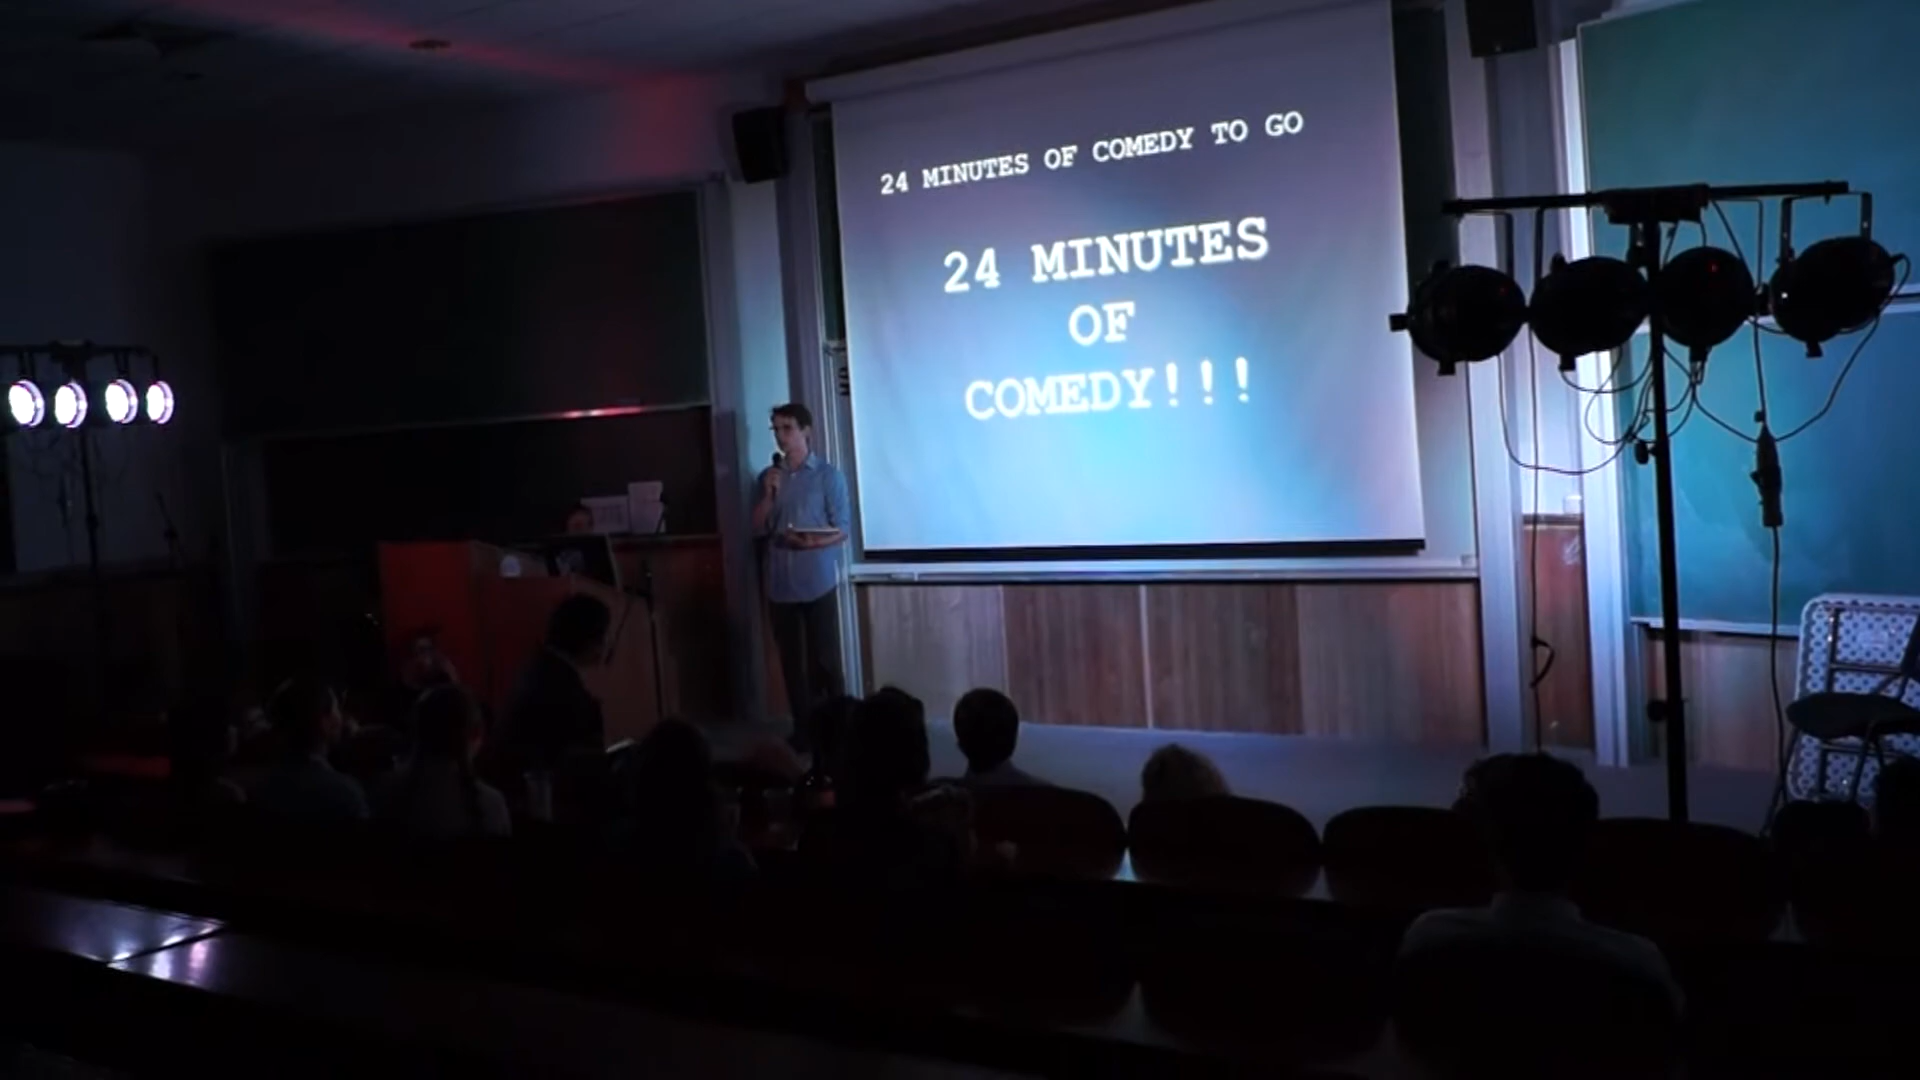 24 MINUTES OF COMEDY TO GO
24 MINUTES
OF
COMEDY!!!